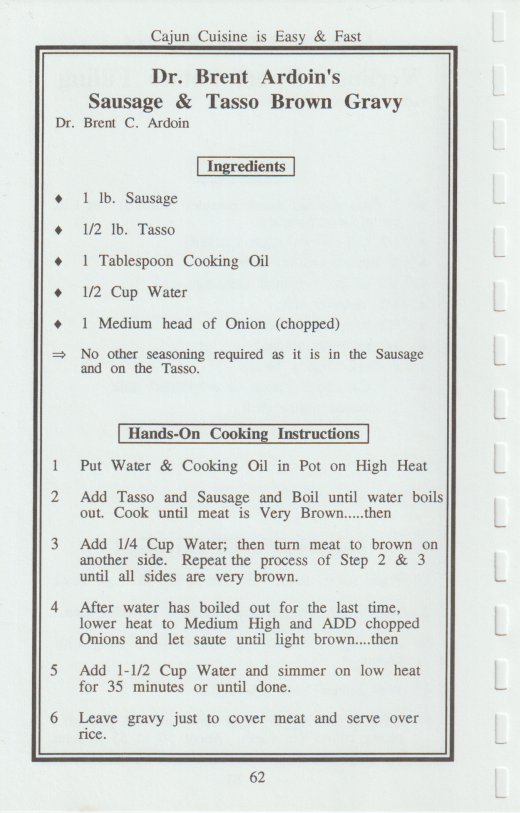 Cajun Cuisine is Easy & Fast
Dr. Brent Ardoin's
Sausage & Tasso Brown Gravy
Dr. Brent C. Ardoin
Ingredients
♦ 1 lb. Sausage
♦ 1/2 lb. Tasso
♦ 1 Tablespoon Cooking Oil
♦ 1/2 Cup Water
♦ 1 Medium head of Onion (chopped)
⇒ No other seasoning required as it is in the Sausage
and on the Tasso.
Hands-On Cooking Instructions
1 Put Water & Cooking Oil in Pot on High Heat
2 Add Tasso and Sausage and Boil until water boils
out. Cook until meat is Very Brown.....then
3 Add 1/4 Cup Water; then turn meat to brown on
another side. Repeat the process of Step 2 & 3
until all sides are very brown.
4 After water has boiled out for the last time,
lower heat to Medium High and ADD chopped
Onions and let saute until light brown....then
5 Add 1-1/2 Cup Water and simmer on low heat
for 35 minutes or until done.
6 Leave gravy just to cover meat and serve over
rice.
62